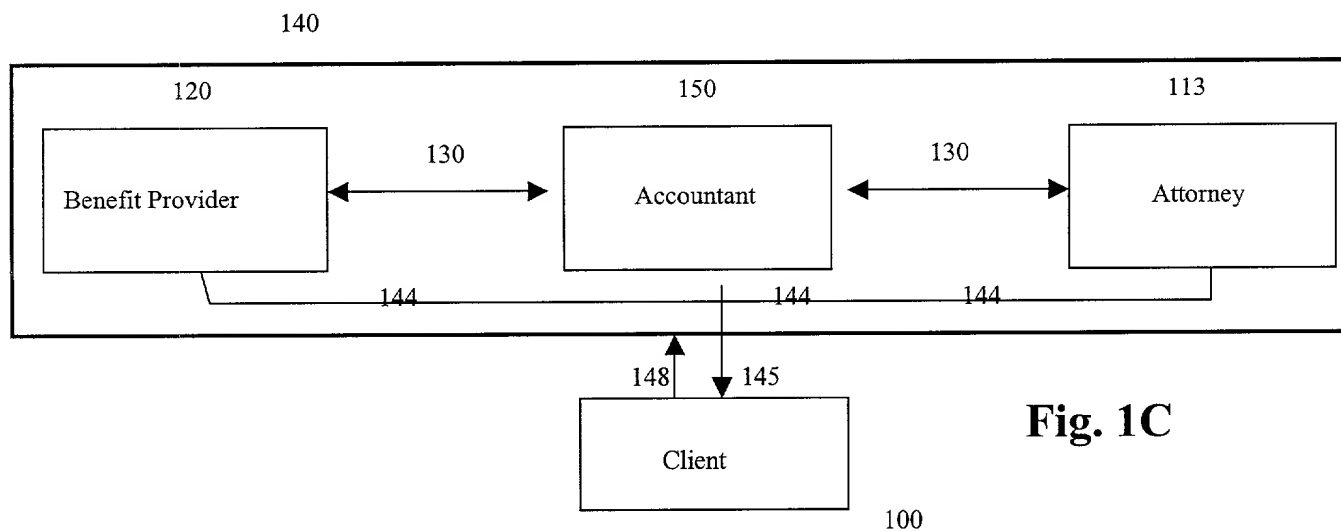 140
120 150 113
130 130
Benefit Provider Accountant Attorney
144 144 144
148 145
Fig. 1C
Client
100